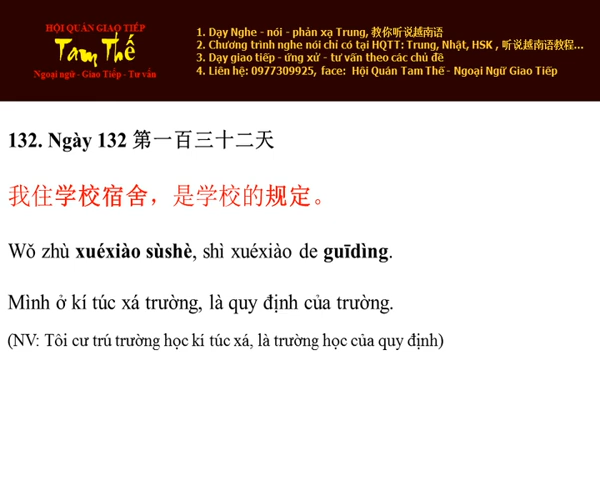 HỘI QUÁN GIAO TIẾP
Tam Thế
Ngoại ngữ - Giao Tiếp - Tư vấn
1. Dạy Nghe - nói - phản xạ Trung, 教你听说越南语
2. Chương trình nghe nói chỉ có tại HQTT: Trung, Nhật, HSK , 听说越南语教程...
3. Dạy giao tiếp - ứng xử - tư vấn theo các chủ đề
4. Liên hệ: 0977309925, face: Hội Quán Tam Thế - Ngoại Ngữ Giao Tiếp
132. Ngày 132 第一百三十二天
我住学校宿舍，是学校的规定。
Wǒ zhù xuéxiào sùshè, shì xuéxiào de guīdìng.
Mình ở kí túc xá trường, là quy định của trường.
(NV: Tôi cư trú trường học kí túc xá, là trường học của quy định)